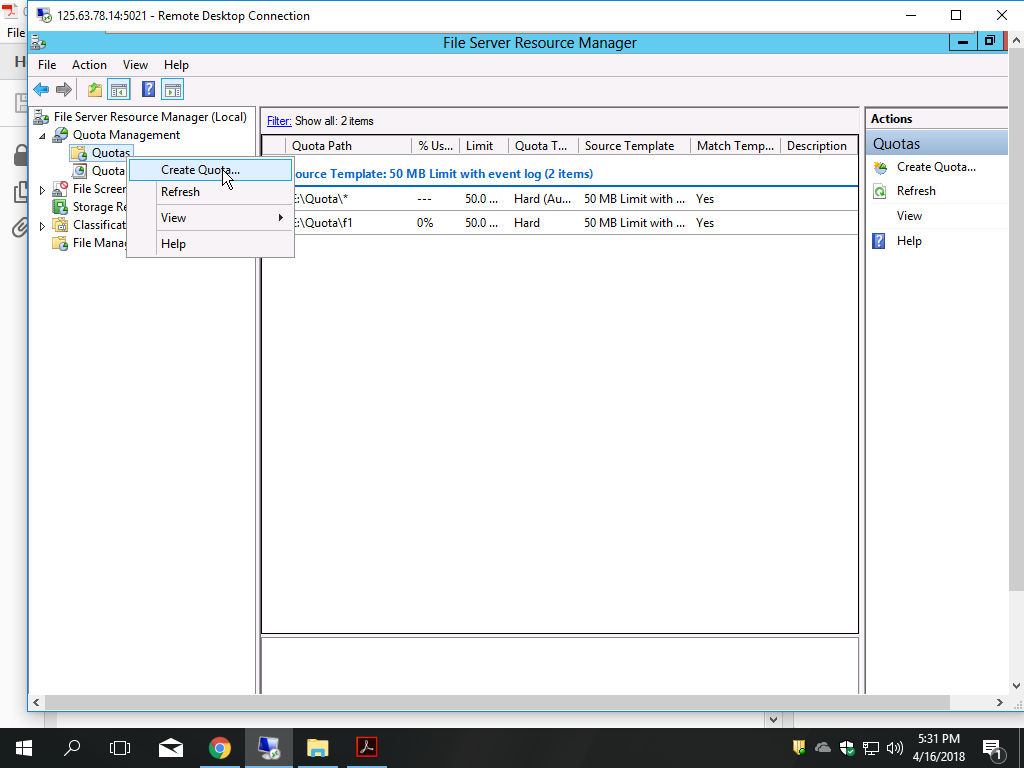 125.63.78.14:5021 - Remote Desktop Connection
File
File Server Resource Manager
File Action View Help
File Server Resource Manager (Local)
Quota Management
Quotas
Quota
File Screen
Storage Re
Classificat
File Manag
Create Quota...
Refresh
View
Help
Filter: Show all: 2 items
Quota Path % Us... Limit Quota T... Source Template Match Temp... Description
ource Template: 50 MB Limit with event log (2 items)
E:\Quota\* --- 50.0 ... Hard (Au... 50 MB Limit with ... Yes
E:\Quota\f1 0% 50.0 ... Hard 50 MB Limit with ... Yes
Actions
Quotas
Create Quota...
Refresh
View
Help
5:31 PM
4/16/2018
1